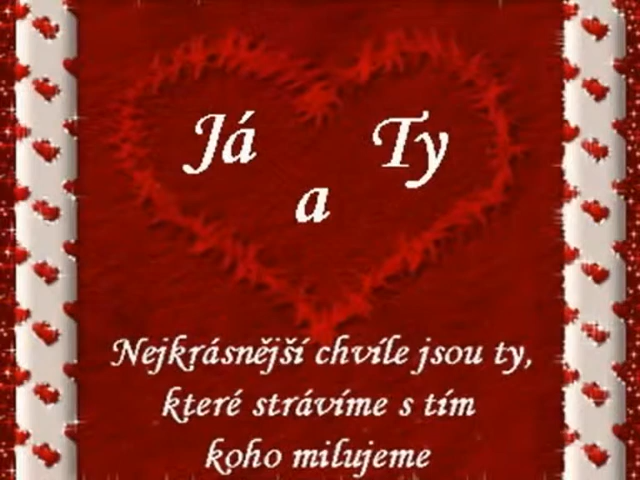 Já Ty
a
Nejkrásnější chvíle jsou ty,
které strávíme s tím
koho milujeme